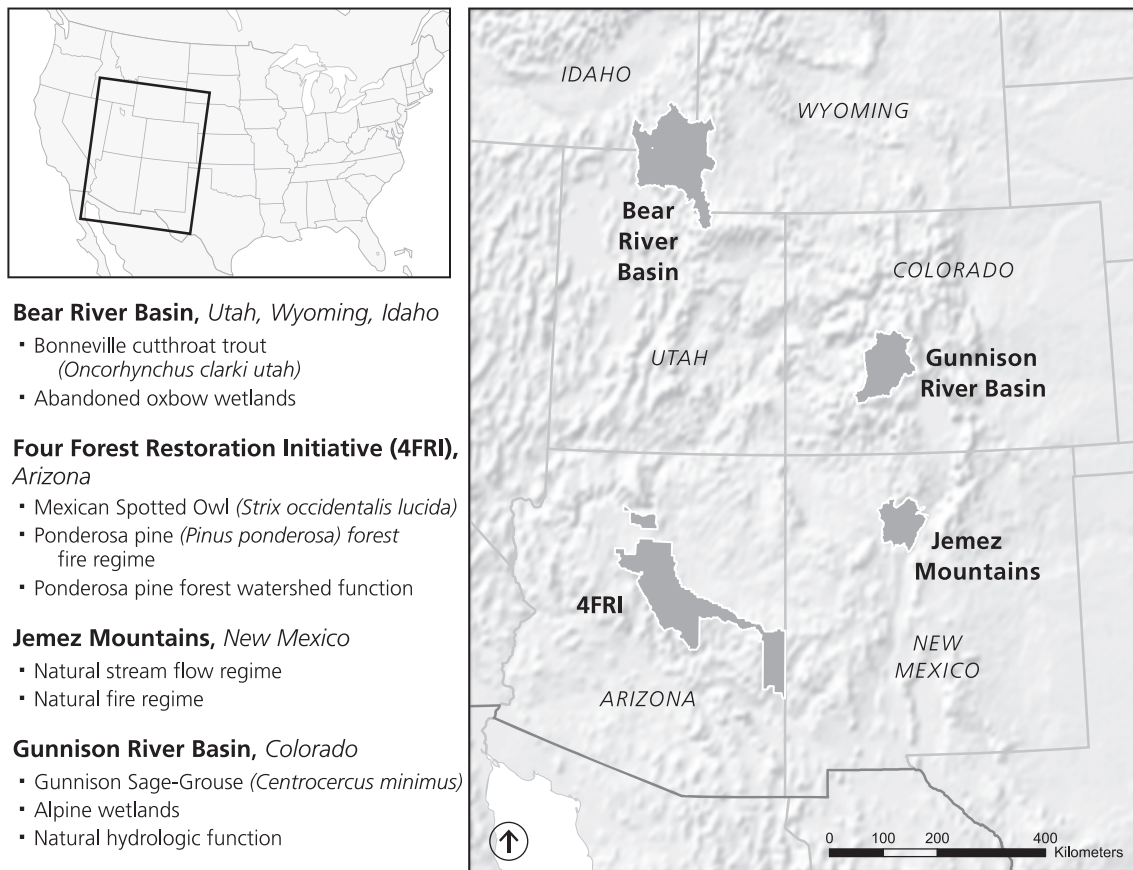 Bear River Basin, Utah, Wyoming, Idaho
▪ Bonneville cutthroat trout
(Oncorhynchus clarki utah)
▪ Abandoned oxbow wetlands
Four Forest Restoration Initiative (4FRI),
Arizona
▪ Mexican Spotted Owl (Strix occidentalis lucida)
▪ Ponderosa pine (Pinus ponderosa) forest
fire regime
▪ Ponderosa pine forest watershed function
Jemez Mountains, New Mexico
▪ Natural stream flow regime
▪ Natural fire regime
Gunnison River Basin, Colorado
▪ Gunnison Sage-Grouse (Centrocercus minimus)
▪ Alpine wetlands
▪ Natural hydrologic function
IDAHO
WYOMING
Bear
River
Basin
COLORADO
UTAH
Gunnison
River Basin
Jemez
Mountains
4FRI
NEW
MEXICO
ARIZONA
0 100 200 400
Kilometers